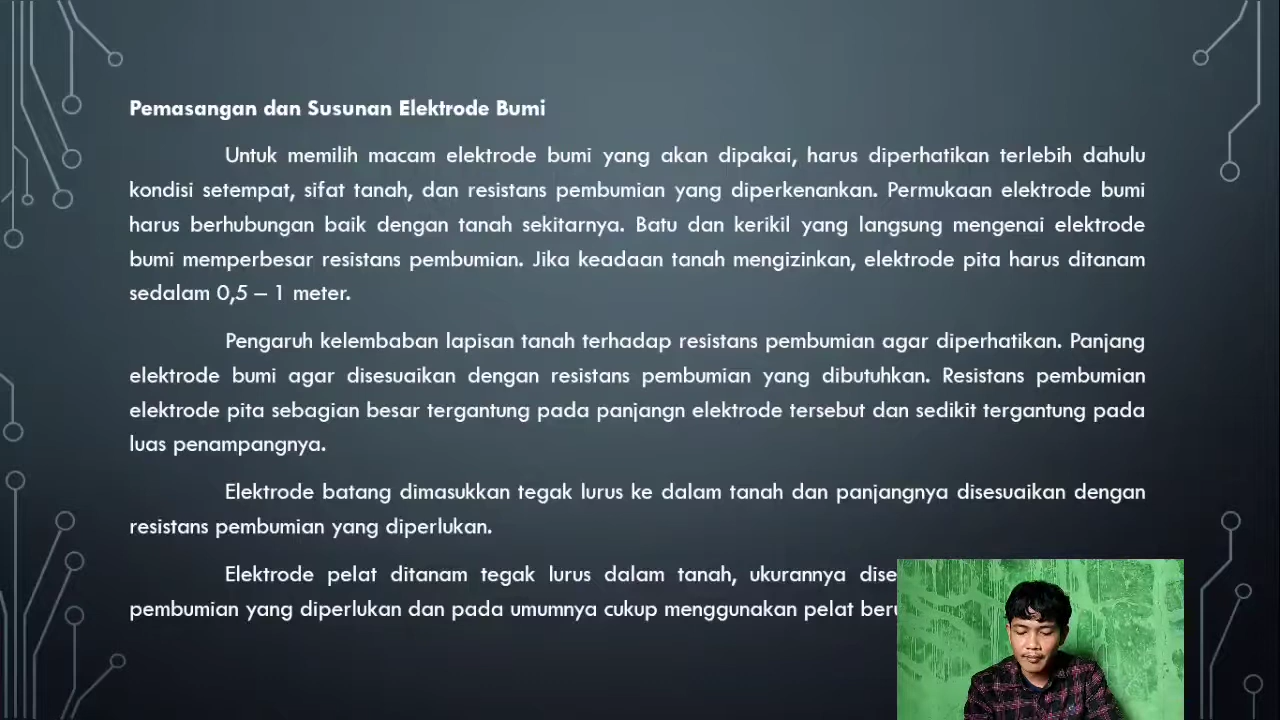 Pemasangan dan Susunan Elektrode Bumi
Untuk memilih macam elektrode bumi yang akan dipakai, harus diperhatikan terlebih dahulu
kondisi setempat, sifat tanah, dan resistans pembumian yang diperkenankan. Permukaan elektrode bumi
harus berhubungan baik dengan tanah sekitarnya. Batu dan kerikil yang langsung mengenai elektrode
bumi memperbesar resistans pembumian. Jika keadaan tanah mengizinkan, elektrode pita harus ditanam
sedalam 0,5 – 1 meter.
Pengaruh kelembaban lapisan tanah terhadap resistans pembumian agar diperhatikan. Panjang
elektrode bumi agar disesuaikan dengan resistans pembumian yang dibutuhkan. Resistans pembumian
elektrode pita sebagian besar tergantung pada panjangn elektrode tersebut dan sedikit tergantung pada
luas penampangnya.
Elektrode batang dimasukkan tegak lurus ke dalam tanah dan panjangnya disesuaikan dengan
resistans pembumian yang diperlukan.
Elektrode pelat ditanam tegak lurus dalam tanah, ukurannya
pembumian yang diperlukan dan pada umumnya cukup menggunakan pelat